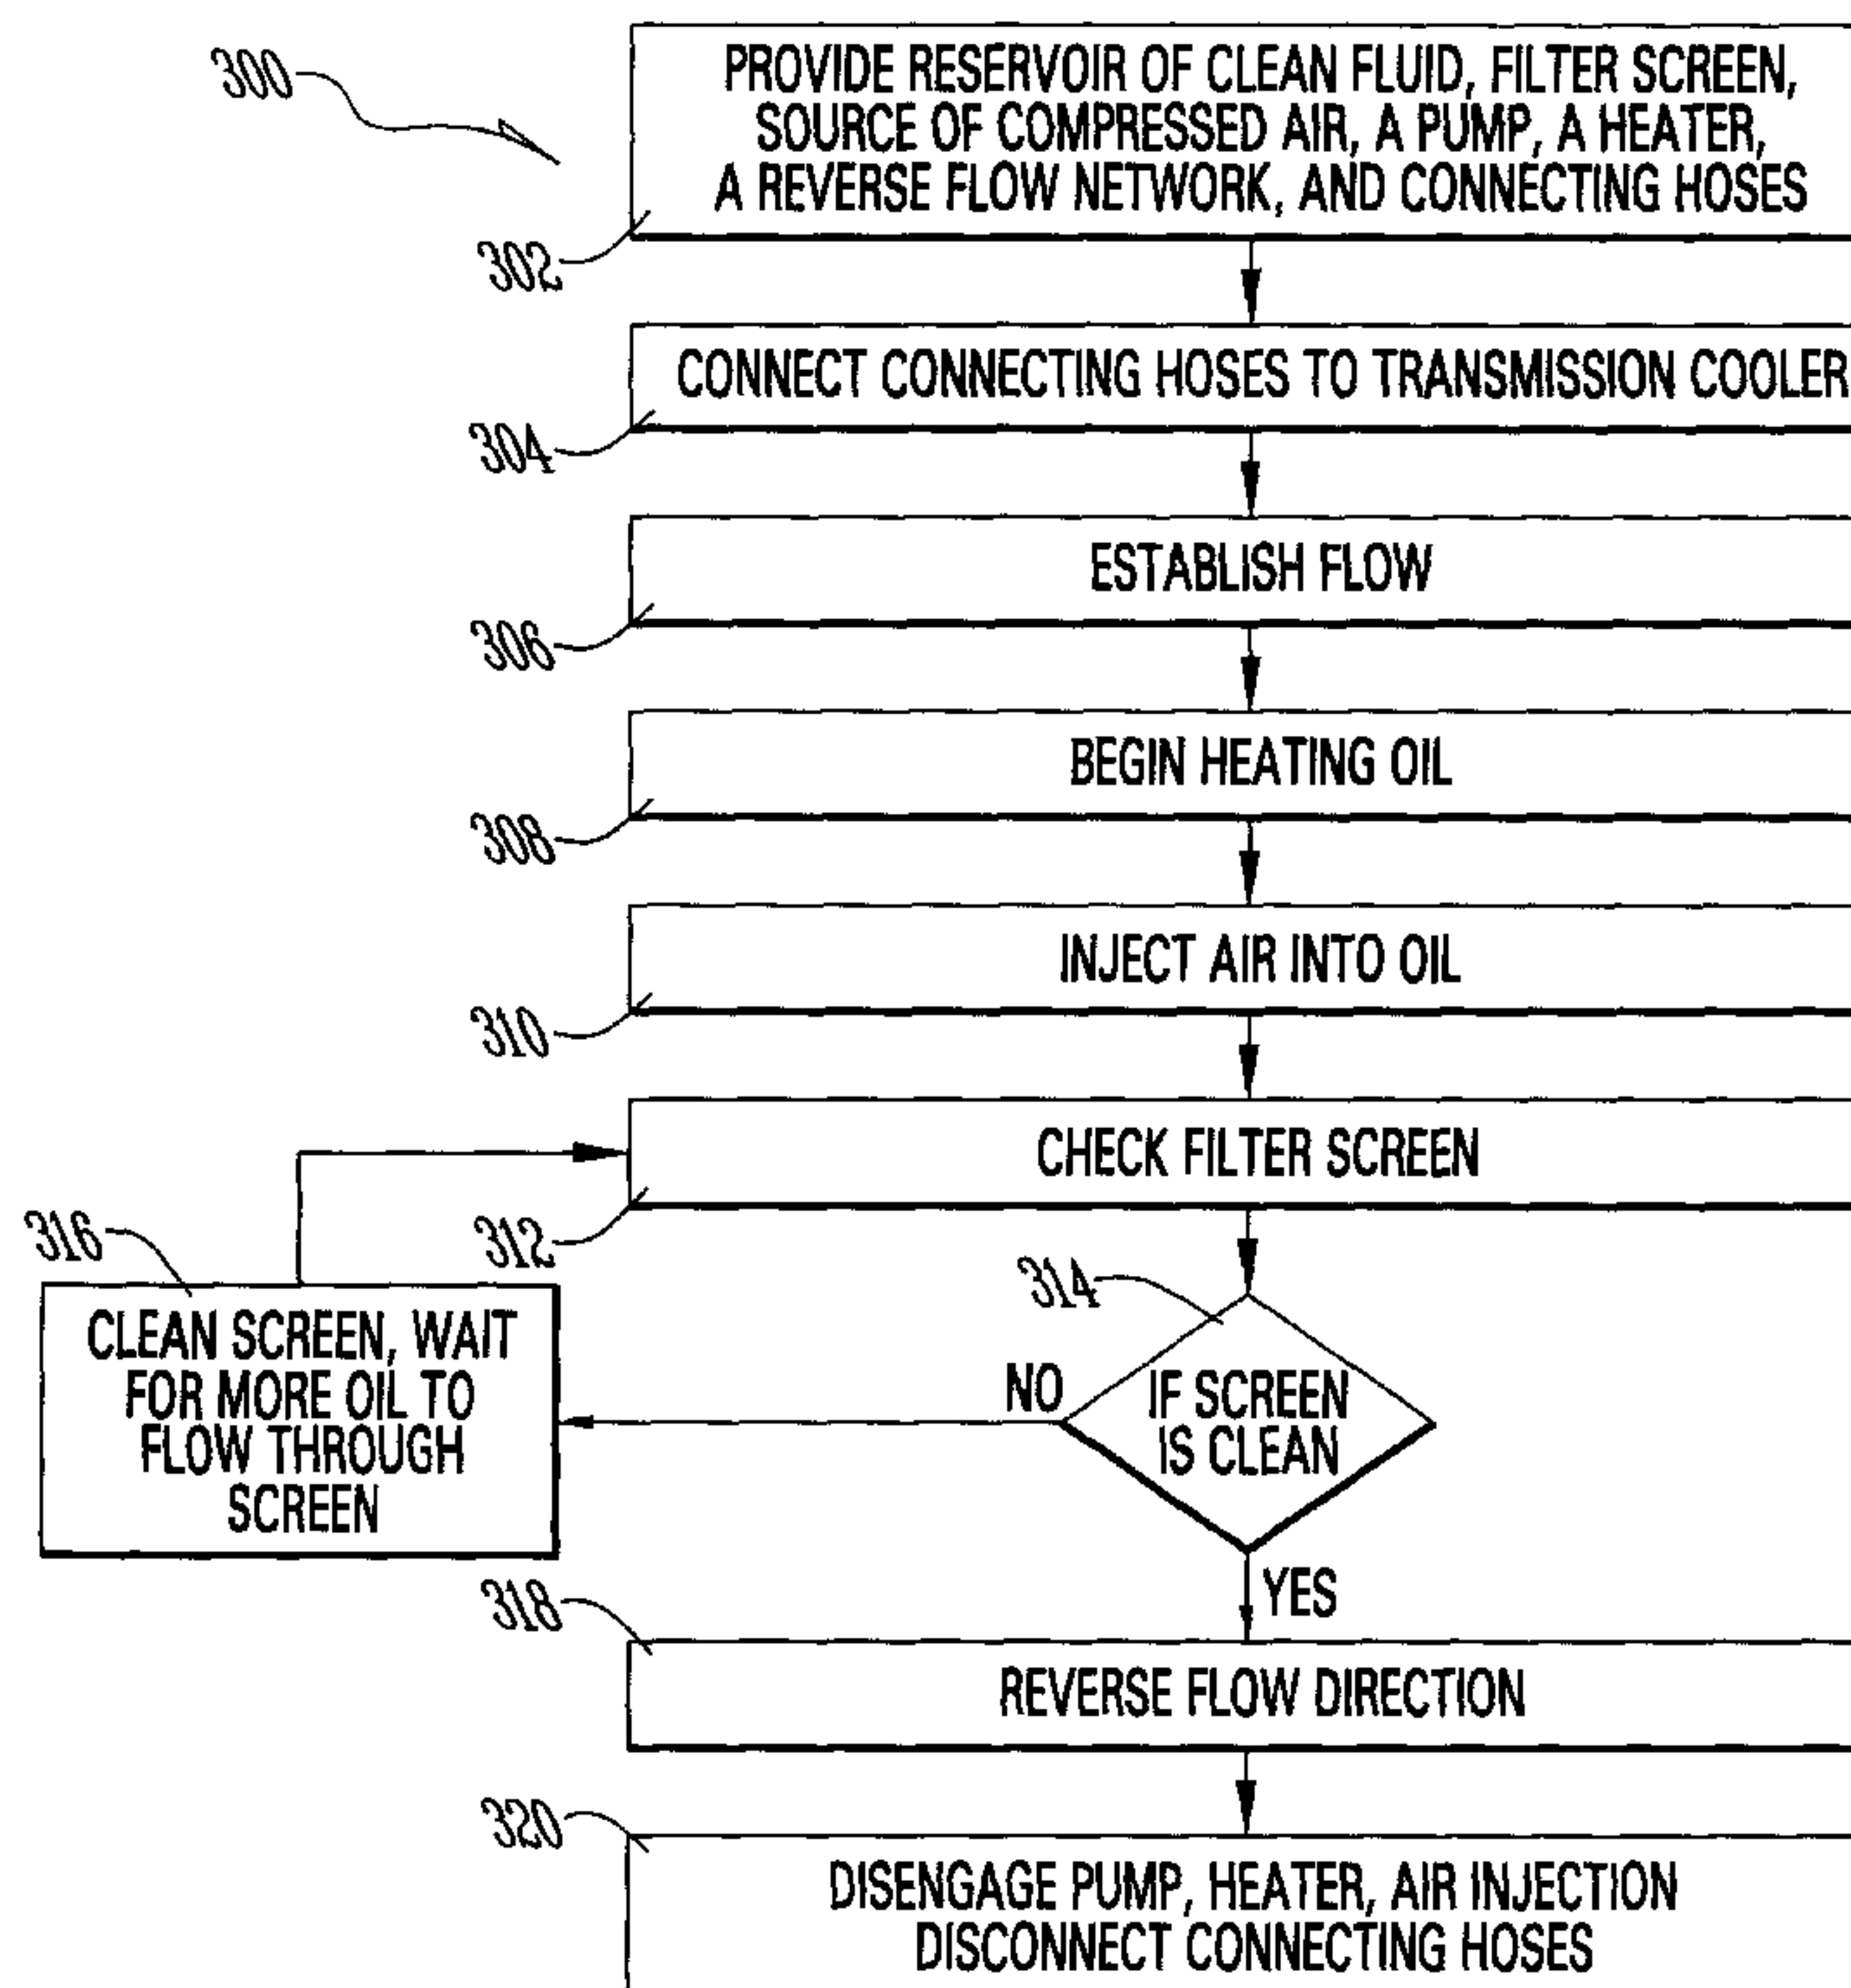 300
PROVIDE RESERVOIR OF CLEAN FLUID, FILTER SCREEN,
SOURCE OF COMPRESSED AIR, A PUMP, A HEATER,
A REVERSE FLOW NETWORK, AND CONNECTING HOSES
302
CONNECT CONNECTING HOSES TO TRANSMISSION COOLER
304
ESTABLISH FLOW
306
BEGIN HEATING OIL
308
INJECT AIR INTO OIL
310
CHECK FILTER SCREEN
312
316
314
CLEAN SCREEN, WAIT
FOR MORE OIL TO
FLOW THROUGH
SCREEN
NO
IF SCREEN
IS CLEAN
YES
318
REVERSE FLOW DIRECTION
320
DISENGAGE PUMP, HEATER, AIR INJECTION
DISCONNECT CONNECTING HOSES